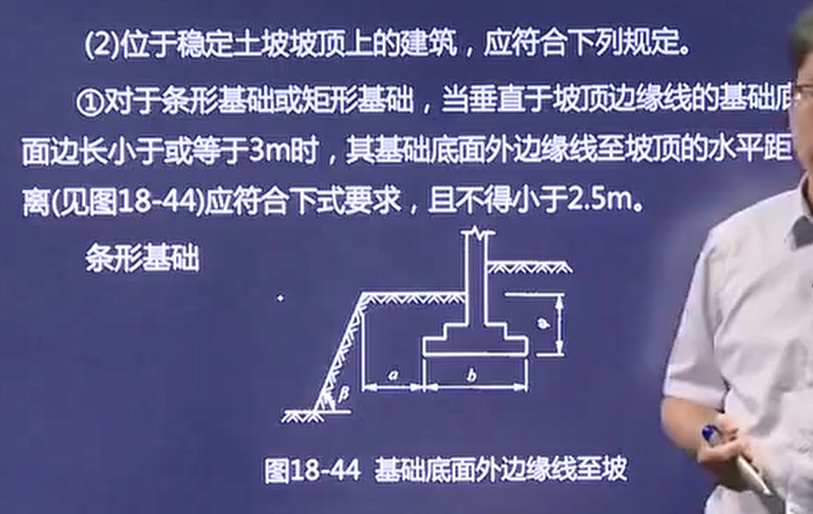 (2)位于稳定土坡坡顶上的建筑，应符合下列规定。
①对于条形基础或矩形基础，当垂直于坡顶边缘线的基础底
面边长小于或等于3m时，其基础底面外边缘线至坡顶的水平距
离(见图18-44)应符合下式要求，且不得小于2.5m。
条形基础
d
a
b
β
图18-44 基础底面外边缘线至坡